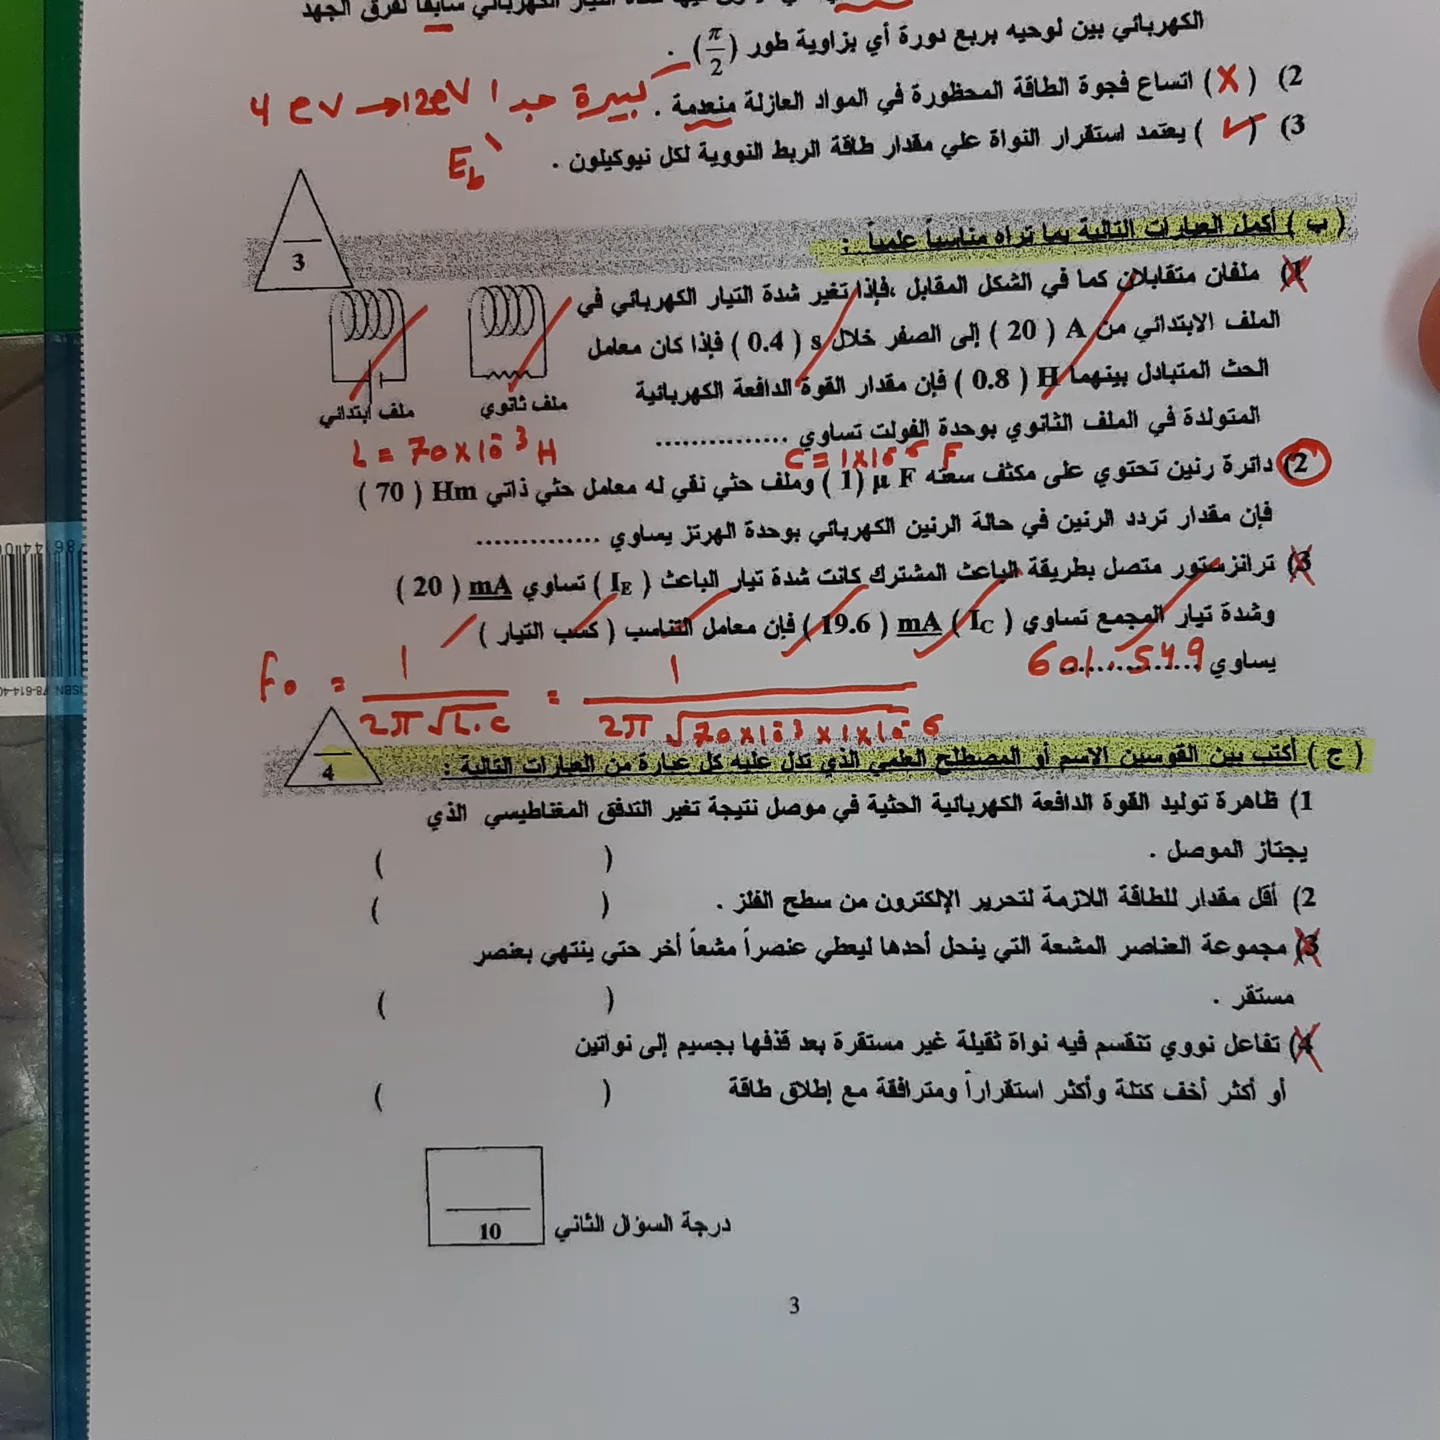 سابقاً لفرق الجهد
الكهربائي بين لوحيه بربع دورة أي بزاوية طور (π/2) .
2) (X) اتساع فجوة الطاقة المحظورة في المواد العازلة منعدمة . كبيرة جداً 4 eV → 12eV
3) (✓) يعتمد استقرار النواة علي مقدار طاقة الربط النووية لكل نيوكيلون . Eb`
3
( ب ) أكمل العبارات التالية بما تراه مناسباً علمياً :
1) ملفان متقابلان كما في الشكل المقابل ،فإذا تغير شدة التيار الكهربائي في
الملف الابتدائي من A ( 20 ) إلى الصفر خلال s ( 0.4 ) فإذا كان معامل
الحث المتبادل بينهما H ( 0.8 ) فإن مقدار القوة الدافعة الكهربائية
ملف ابتدائي ملف ثانوي
المتولدة في الملف الثانوي بوحدة الفولت تساوي ...............
L = 70 x 10-3 H C = 1 x 10-6 F
2) دائرة رنين تحتوي على مكثف سعته µ F (1 ) وملف حثي نقي له معامل حثي ذاتي Hm ( 70 )
فإن مقدار تردد الرنين في حالة الرنين الكهربائي بوحدة الهرتز يساوي ..............
3) ترانزستور متصل بطريقة الباعث المشترك كانت شدة تيار الباعث ( IE ) تساوي mA ( 20 )
وشدة تيار المجمع تساوي ( IC ) mA ( 19.6 ) فإن معامل التناسب ( كسب التيار )
يساوي ............... 601.549
Fo = 1 / 2π √L.C = 1 / 2π √70x10-3 x 1x10-6
4
( ج ) أكتب بين القوسين الاسم أو المصطلح العلمي الذي تدل عليه كل عبارة من العبارات التالية :
1) ظاهرة توليد القوة الدافعة الكهربائية الحثية في موصل نتيجة تغير التدفق المغناطيسي الذي
يجتاز الموصل . ( )
2) أقل مقدار للطاقة اللازمة لتحرير الإلكترون من سطح الفلز . ( )
3) مجموعة العناصر المشعة التي ينحل أحدها ليعطي عنصراً مشعاً أخر حتى ينتهي بعنصر
مستقر . ( )
4) تفاعل نووي تنقسم فيه نواة ثقيلة غير مستقرة بعد قذفها بجسيم إلى نواتين
أو أكثر أخف كتلة وأكثر استقراراً ومترافقة مع إطلاق طاقة ( )
درجة السؤال الثاني 10
3